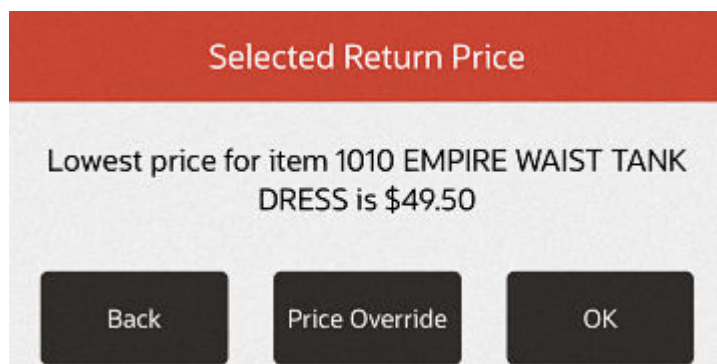 Selected Return Price
Lowest price for item 1010 EMPIRE WAIST TANK
DRESS is $49.50
Back
Price Override
OK